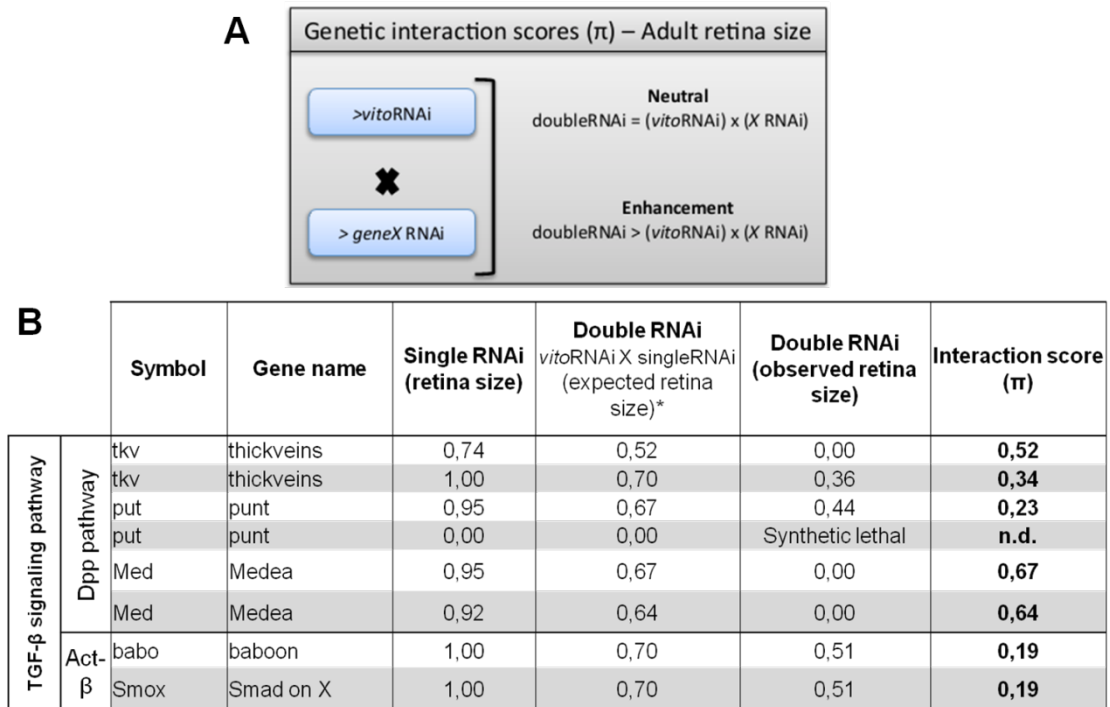 A
Genetic interaction scores (π) – Adult retina size
>vitoRNAi
✖
> geneX RNAi
Neutral
doubleRNAi = (vitoRNAi) x (X RNAi)
Enhancement
doubleRNAi > (vitoRNAi) x (X RNAi)
B
Symbol
Gene name
Single RNAi
(retina size)
Double RNAi
vitoRNAi X singleRNAi
(expected retina
size)*
Double RNAi
(observed retina
size)
Interaction score
(π)
TGF-β signaling pathway
Dpp pathway
tkv thickveins 0,74 0,52 0,00 0,52
tkv thickveins 1,00 0,70 0,36 0,34
put punt 0,95 0,67 0,44 0,23
put punt 0,00 0,00 Synthetic lethal n.d.
Med Medea 0,95 0,67 0,00 0,67
Med Medea 0,92 0,64 0,00 0,64
Act-
β
babo baboon 1,00 0,70 0,51 0,19
Smox Smad on X 1,00 0,70 0,51 0,19